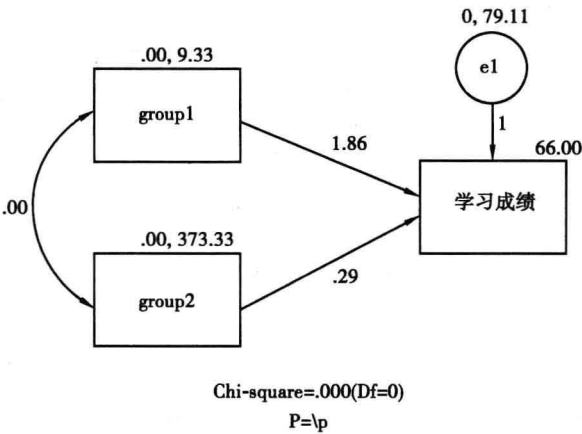 0, 79.11
e1
1
.00, 9.33
group1
1.86
66.00
学习成绩
.00
.00, 373.33
group2
.29
Chi-square=.000(Df=0)
P=\p